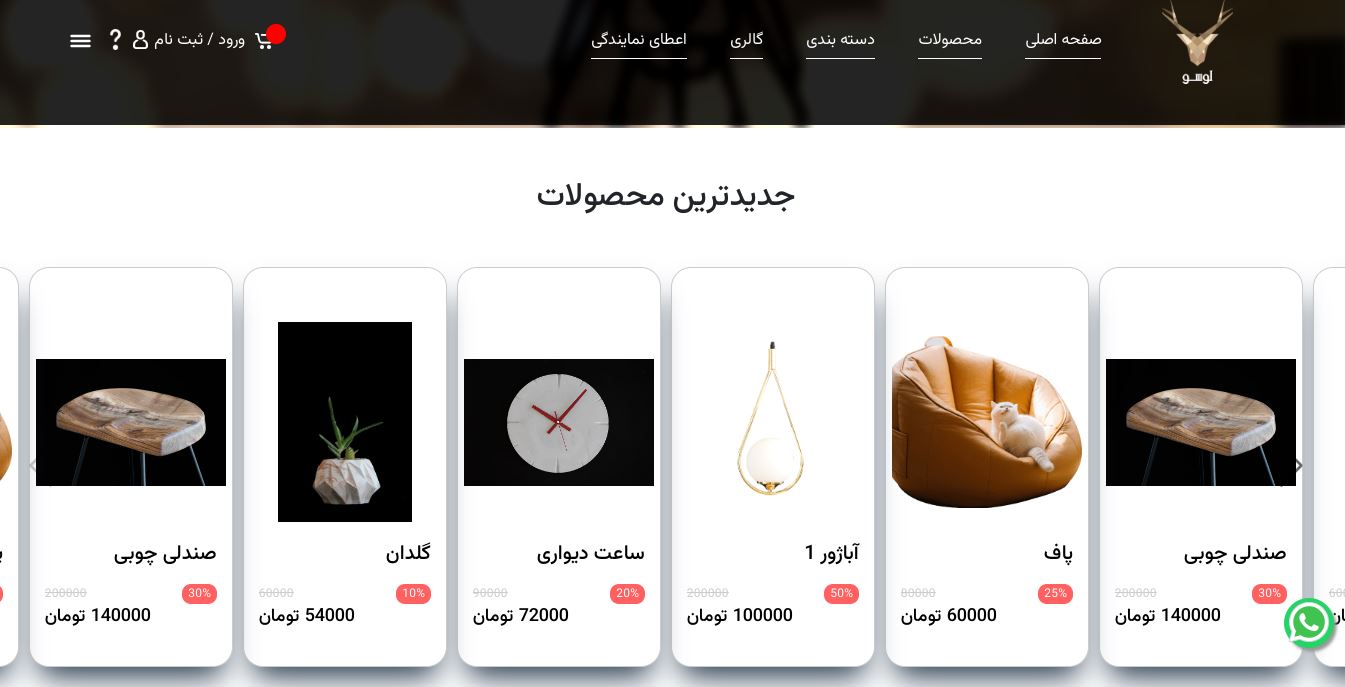 لوسو
صفحه اصلی
محصولات
دسته بندی
گالری
اعطای نمایندگی
ورود / ثبت نام
?
جدیدترین محصولات
صندلی چوبی
30%
200000
140000 تومان
پاف
25%
80000
60000 تومان
آباژور 1
50%
200000
100000 تومان
ساعت دیواری
20%
90000
72000 تومان
گلدان
10%
60000
54000 تومان
صندلی چوبی
30%
200000
140000 تومان